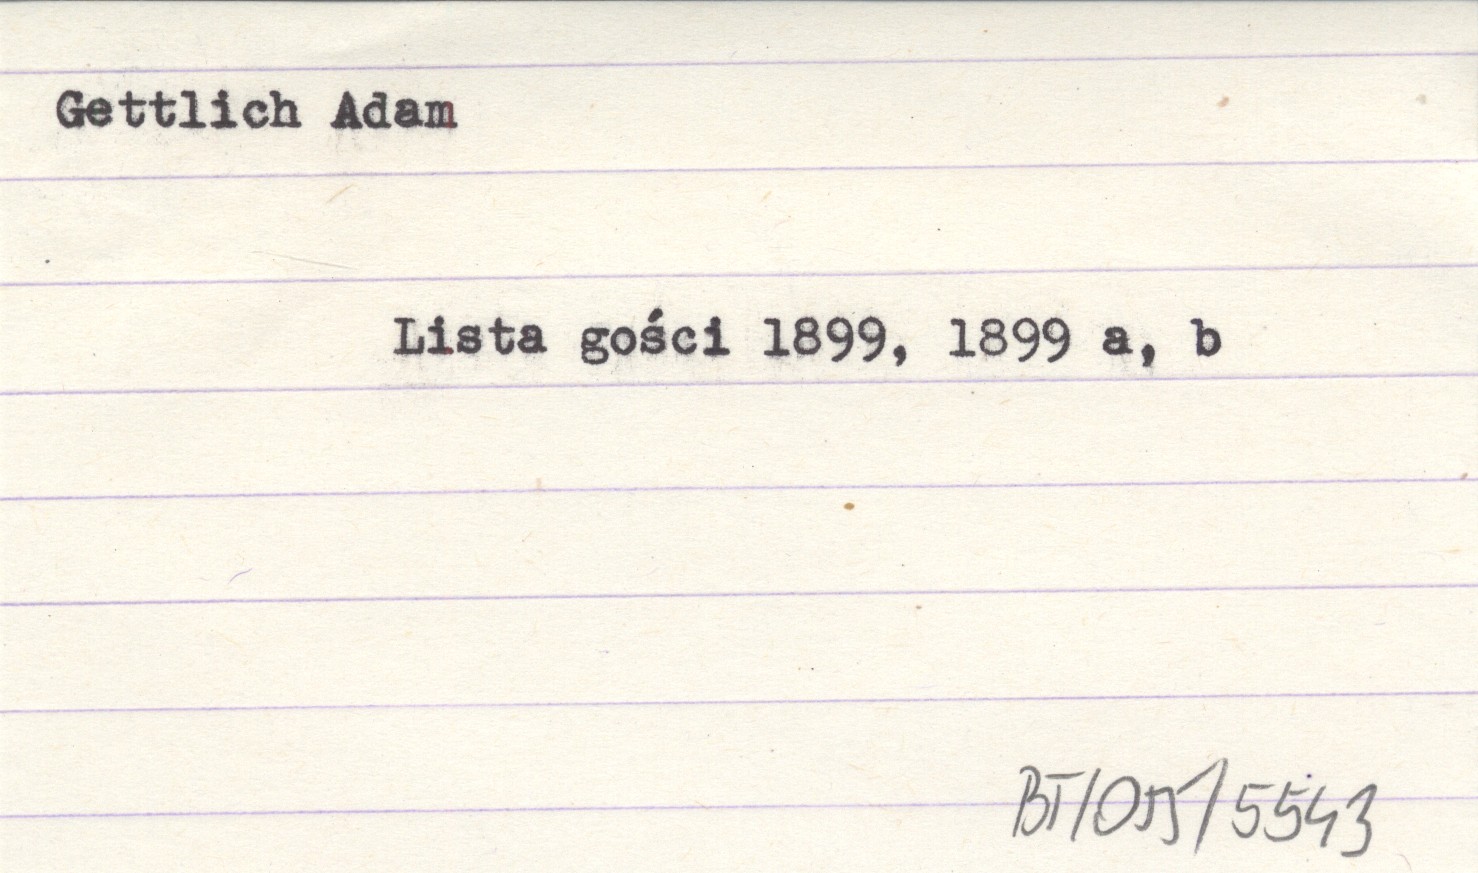 Gettlich Adam
Lista gości 1899, 1899 a, b
BT/055/5543